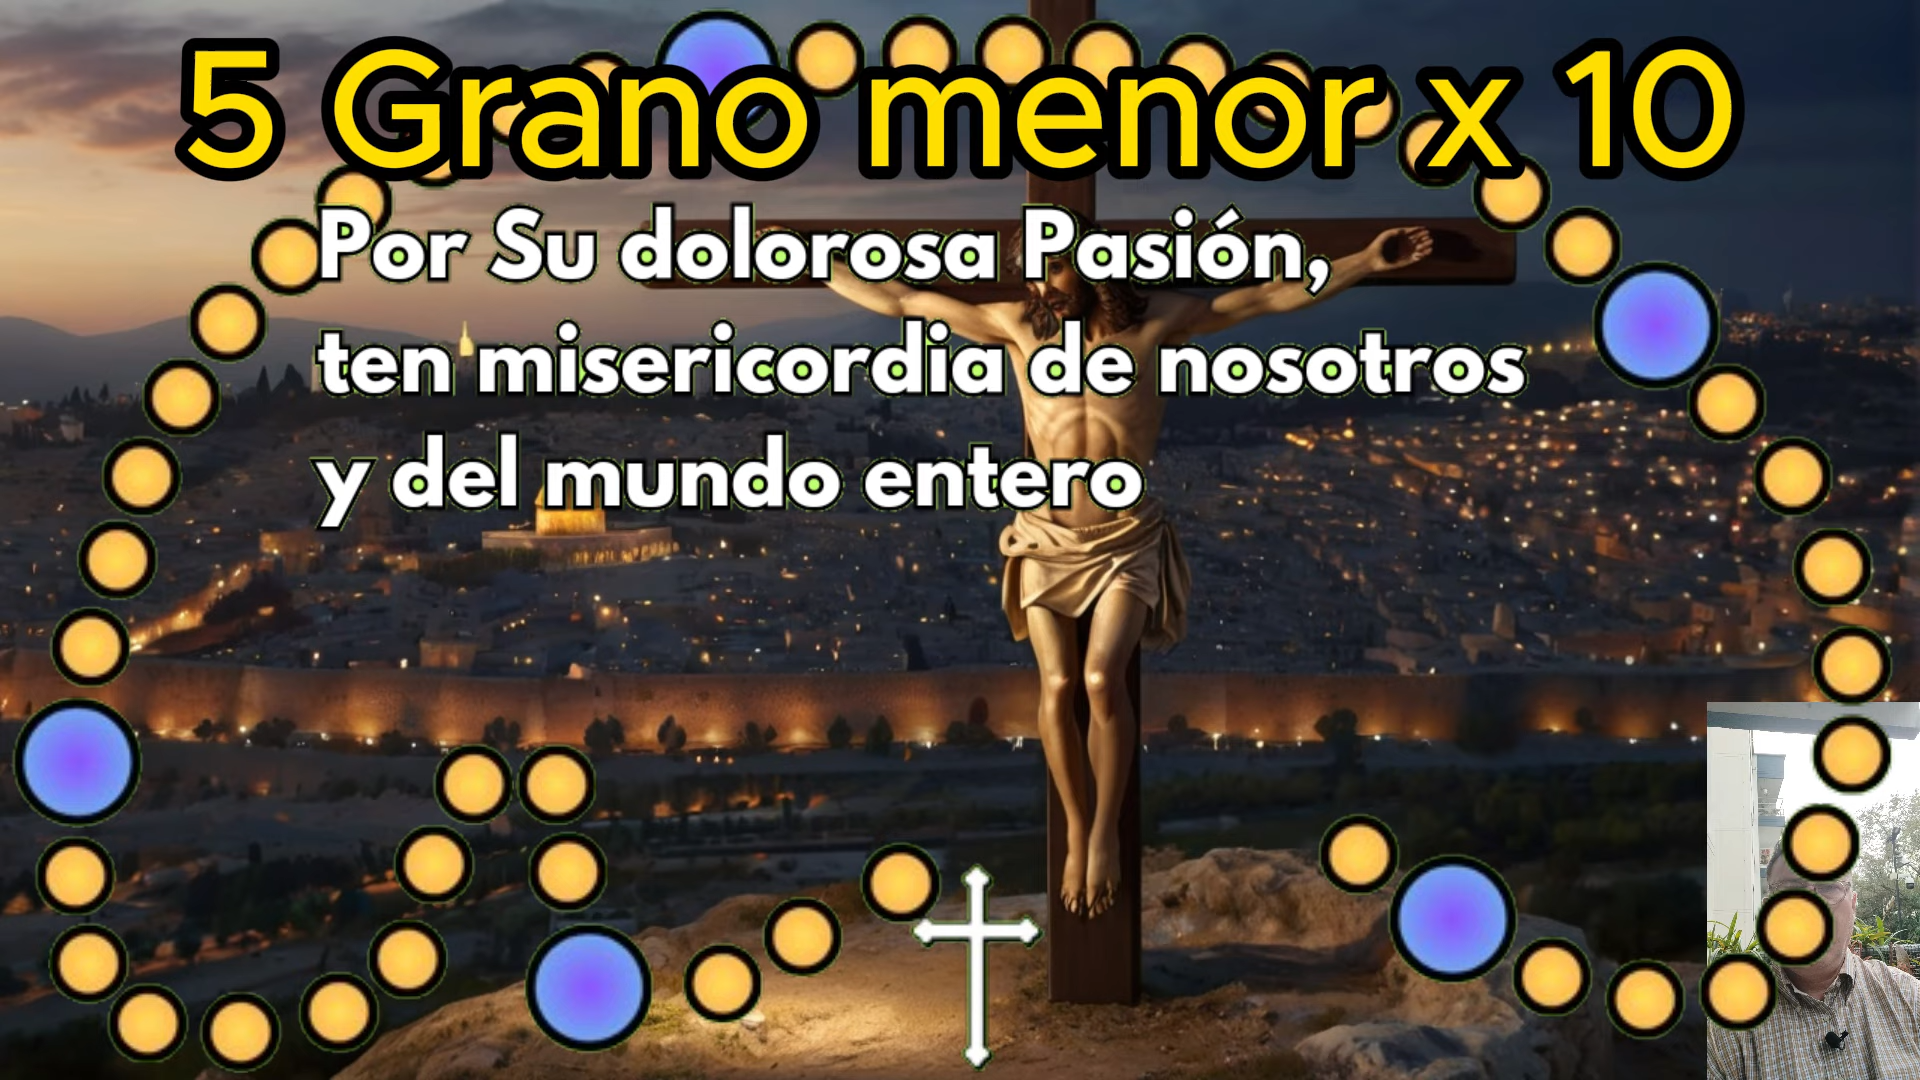 5 Grano menor x 10
Por Su dolorosa Pasión,
ten misericordia de nosotros
y del mundo entero